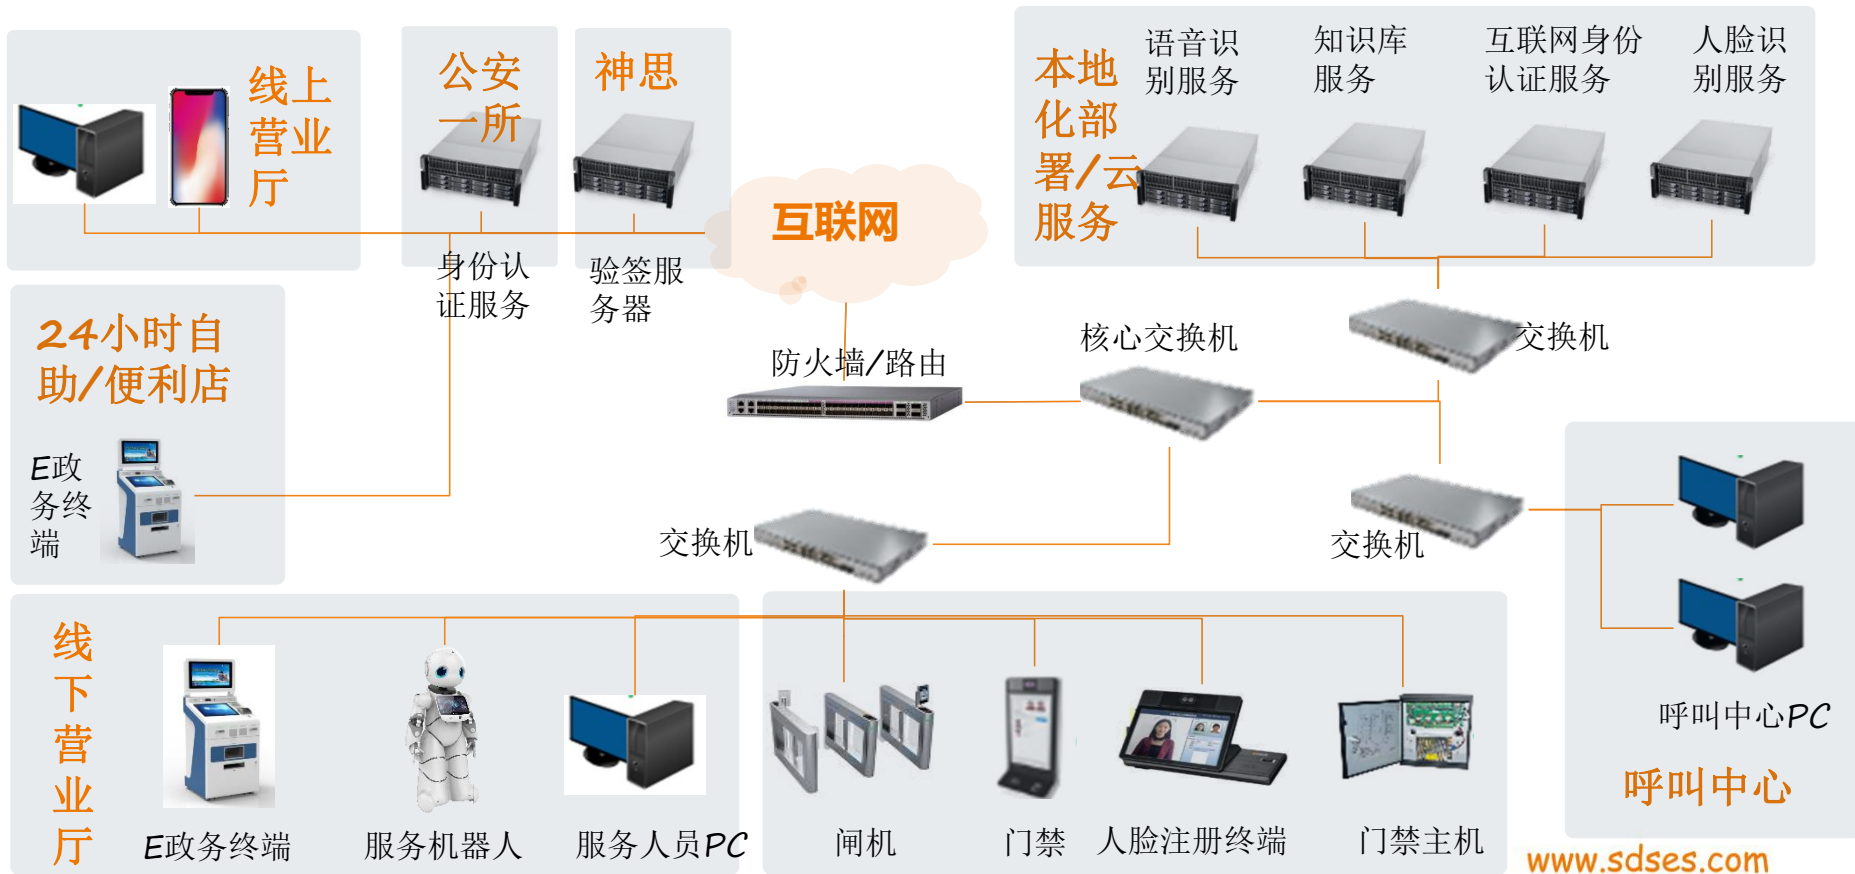 线上
营业
厅
公安
一所
神思
身份认
证服务
验签服
务器
互联网
本地
化部
署/云
服务
语音识
别服务
知识库
服务
互联网身份
认证服务
人脸识
别服务
24小时自
助/便利店
E政
务终
端
防火墙/路由
核心交换机
交换机
交换机
交换机
呼叫中心PC
呼叫中心
线
下
营
业
厅
E政务终端
服务机器人
服务人员PC
闸机
门禁
人脸注册终端
门禁主机
www.sdses.com